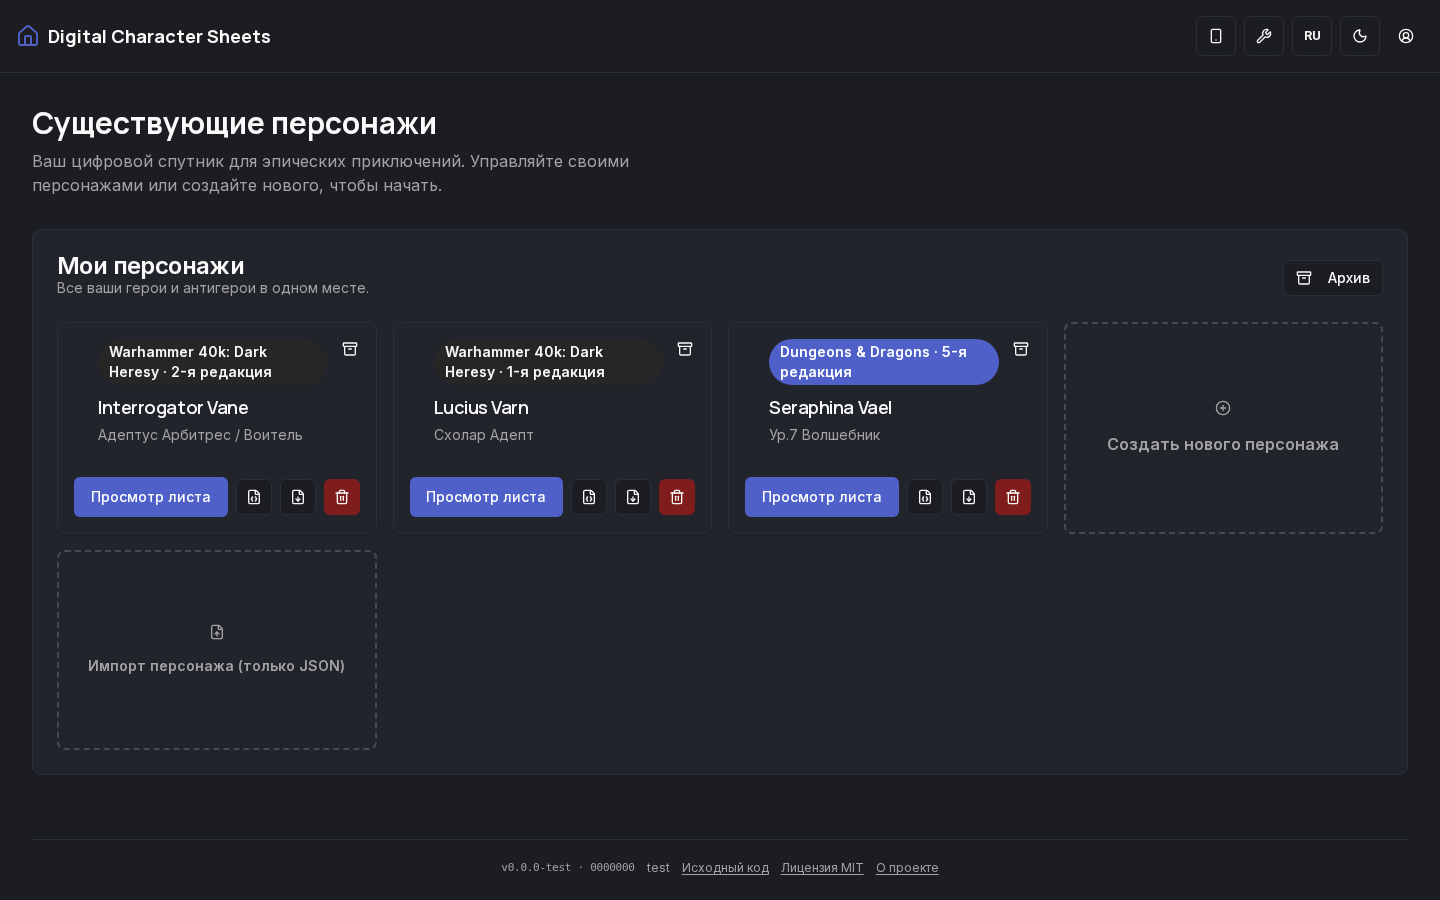 Digital Character Sheets
RU
Существующие персонажи
Ваш цифровой спутник для эпических приключений. Управляйте своими
персонажами или создайте нового, чтобы начать.
Мои персонажи
Все ваши герои и антигерои в одном месте.
Архив
Warhammer 40k: Dark
Heresy · 2-я редакция
Interrogator Vane
Адептус Арбитрес / Воитель
Просмотр листа
Warhammer 40k: Dark
Heresy · 1-я редакция
Lucius Varn
Схолар Адепт
Просмотр листа
Dungeons & Dragons · 5-я
редакция
Seraphina Vael
Ур.7 Волшебник
Просмотр листа
Создать нового персонажа
Импорт персонажа (только JSON)
v0.0.0-test · 0000000 test Исходный код Лицензия MIT О проекте